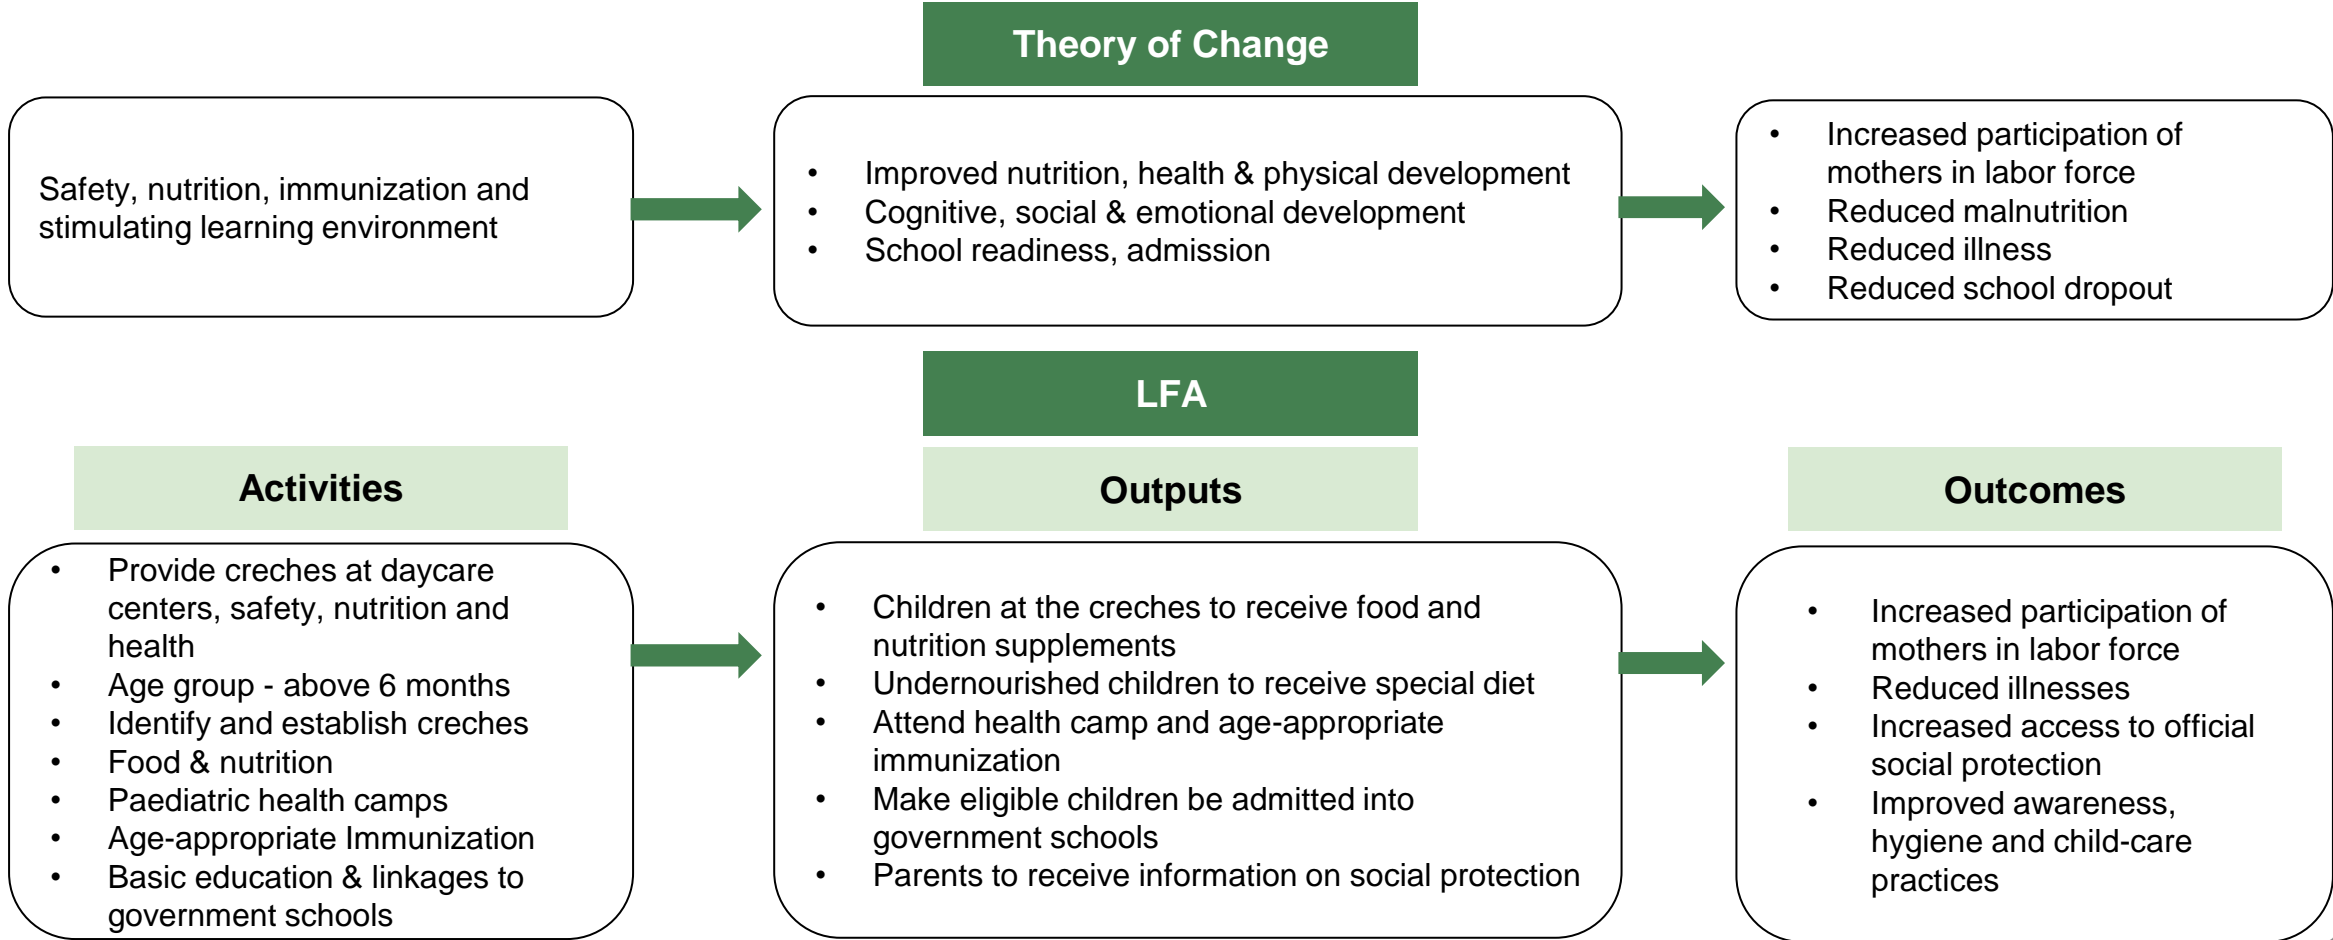 Theory of Change
Safety, nutrition, immunization and
stimulating learning environment
• Improved nutrition, health & physical development
• Cognitive, social & emotional development
• School readiness, admission
• Increased participation of
mothers in labor force
• Reduced malnutrition
• Reduced illness
• Reduced school dropout
LFA
Activities
• Provide creches at daycare
centers, safety, nutrition and
health
• Age group - above 6 months
• Identify and establish creches
• Food & nutrition
• Paediatric health camps
• Age-appropriate Immunization
• Basic education & linkages to
government schools
Outputs
• Children at the creches to receive food and
nutrition supplements
• Undernourished children to receive special diet
• Attend health camp and age-appropriate
immunization
• Make eligible children be admitted into
government schools
• Parents to receive information on social protection
Outcomes
• Increased participation of
mothers in labor force
• Reduced illnesses
• Increased access to official
social protection
• Improved awareness,
hygiene and child-care
practices